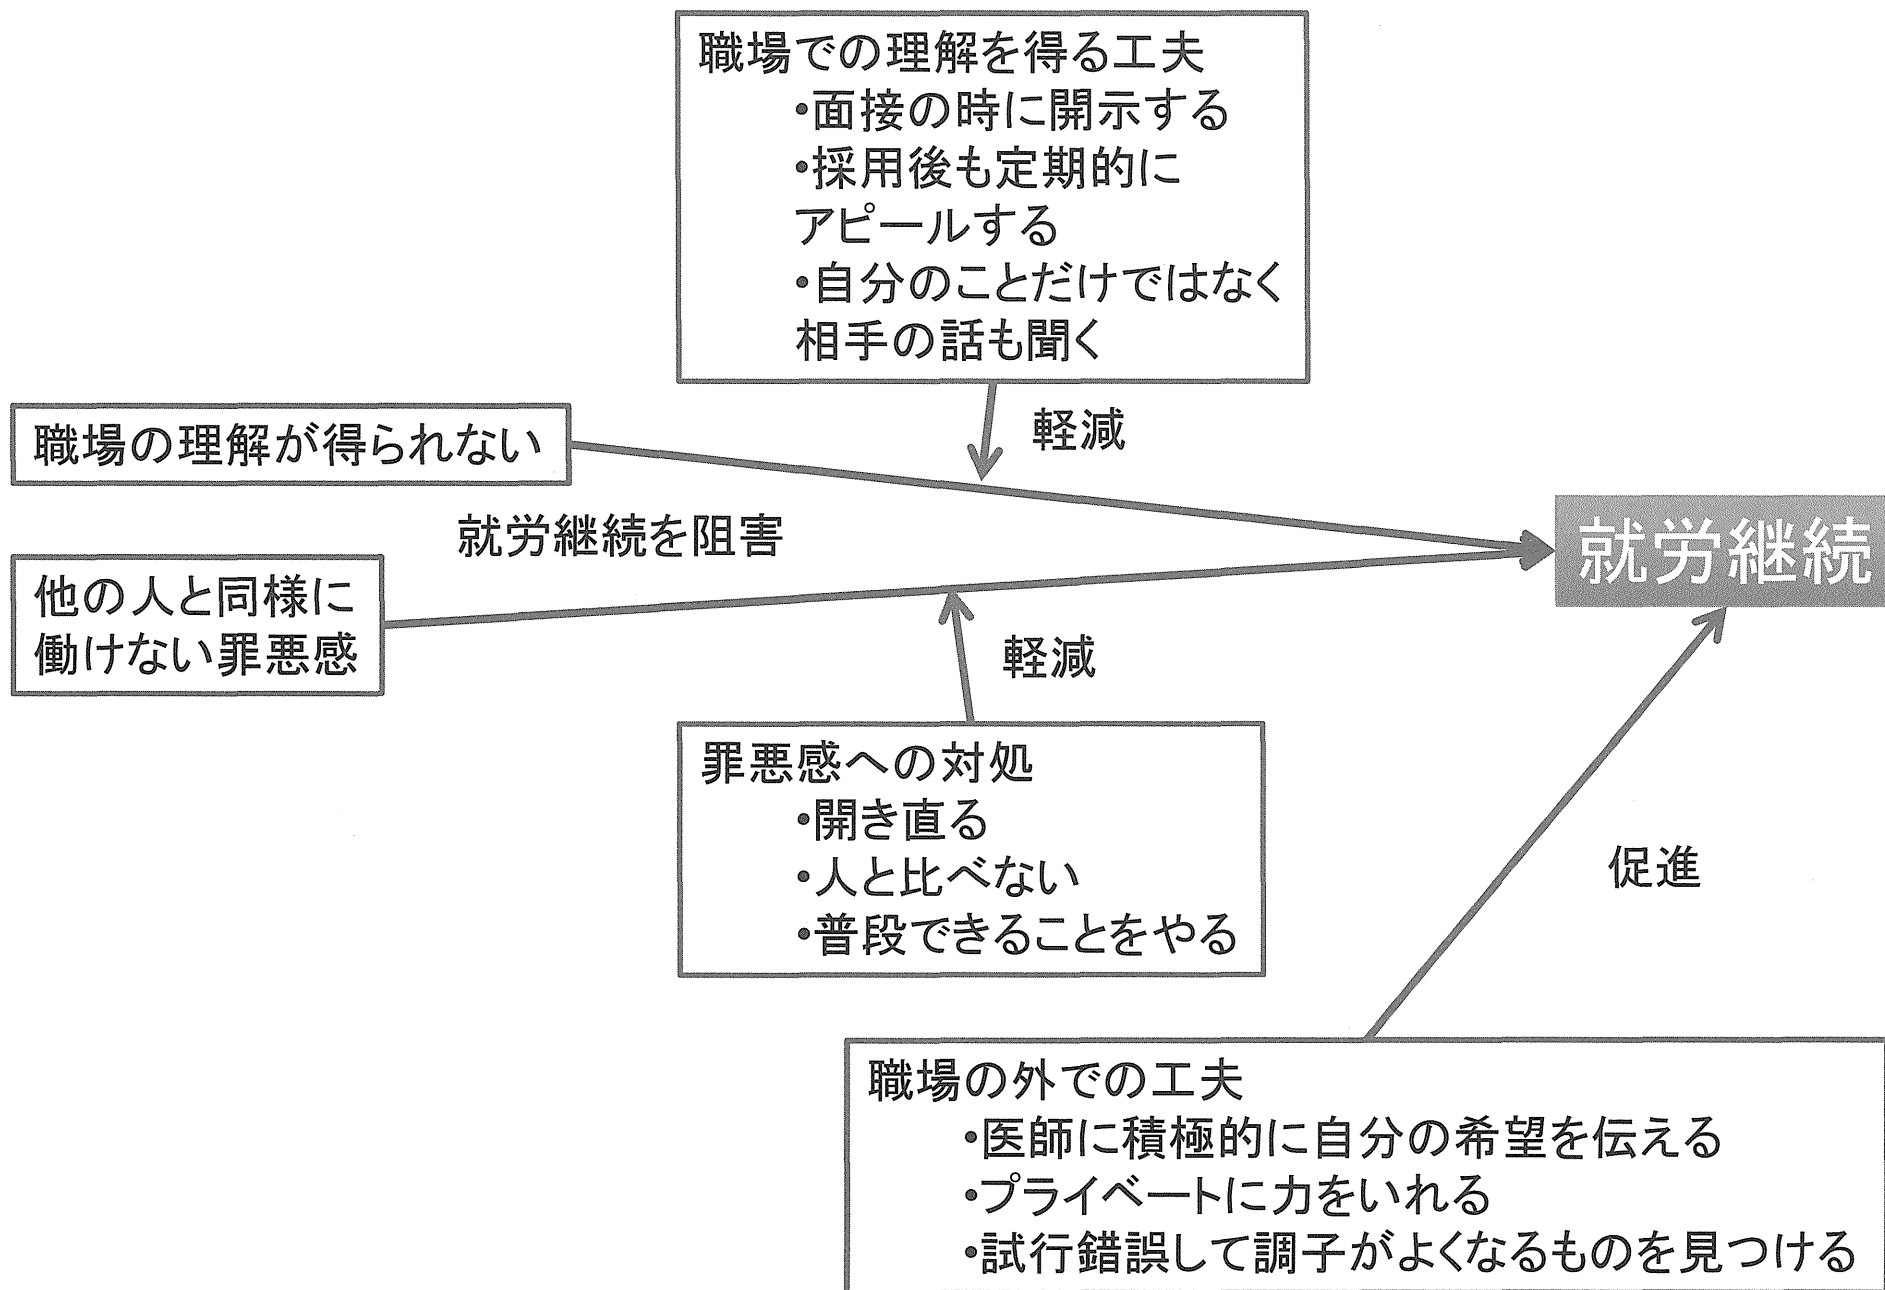 職場での理解を得る工夫
・面接の時に開示する
・採用後も定期的に
アピールする
・自分のことだけではなく
相手の話も聞く
軽減
職場の理解が得られない
就労継続を阻害
就労継続
他の人と同様に
働けない罪悪感
軽減
罪悪感への対処
・開き直る
・人と比べない
・普段できることをやる
促進
職場の外での工夫
・医師に積極的に自分の希望を伝える
・プライベートに力をいれる
・試行錯誤して調子がよくなるものを見つける